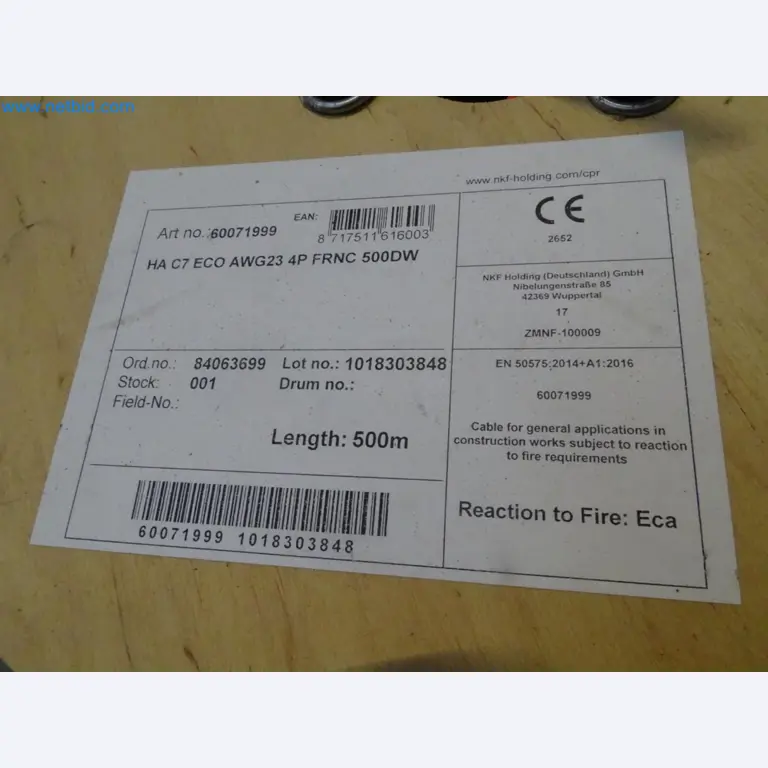 www.netbid.com
www.nkf-holding.com/cpr
Art no.:60071999
EAN:
8 717511 616003
HA C7 ECO AWG23 4P FRNC 500DW
Ord.no.: 84063699 Lot no.: 1018303848
Stock: 001 Drum no.:
Field-No.:
Length: 500m
60071999 1018303848
CE
2652
NKF Holding (Deutschland) GmbH
Nibelungenstraße 85
42369 Wuppertal
17
ZMNF-100009
EN 50575:2014+A1:2016
60071999
Cable for general applications in
construction works subject to reaction
to fire requirements
Reaction to Fire: Eca